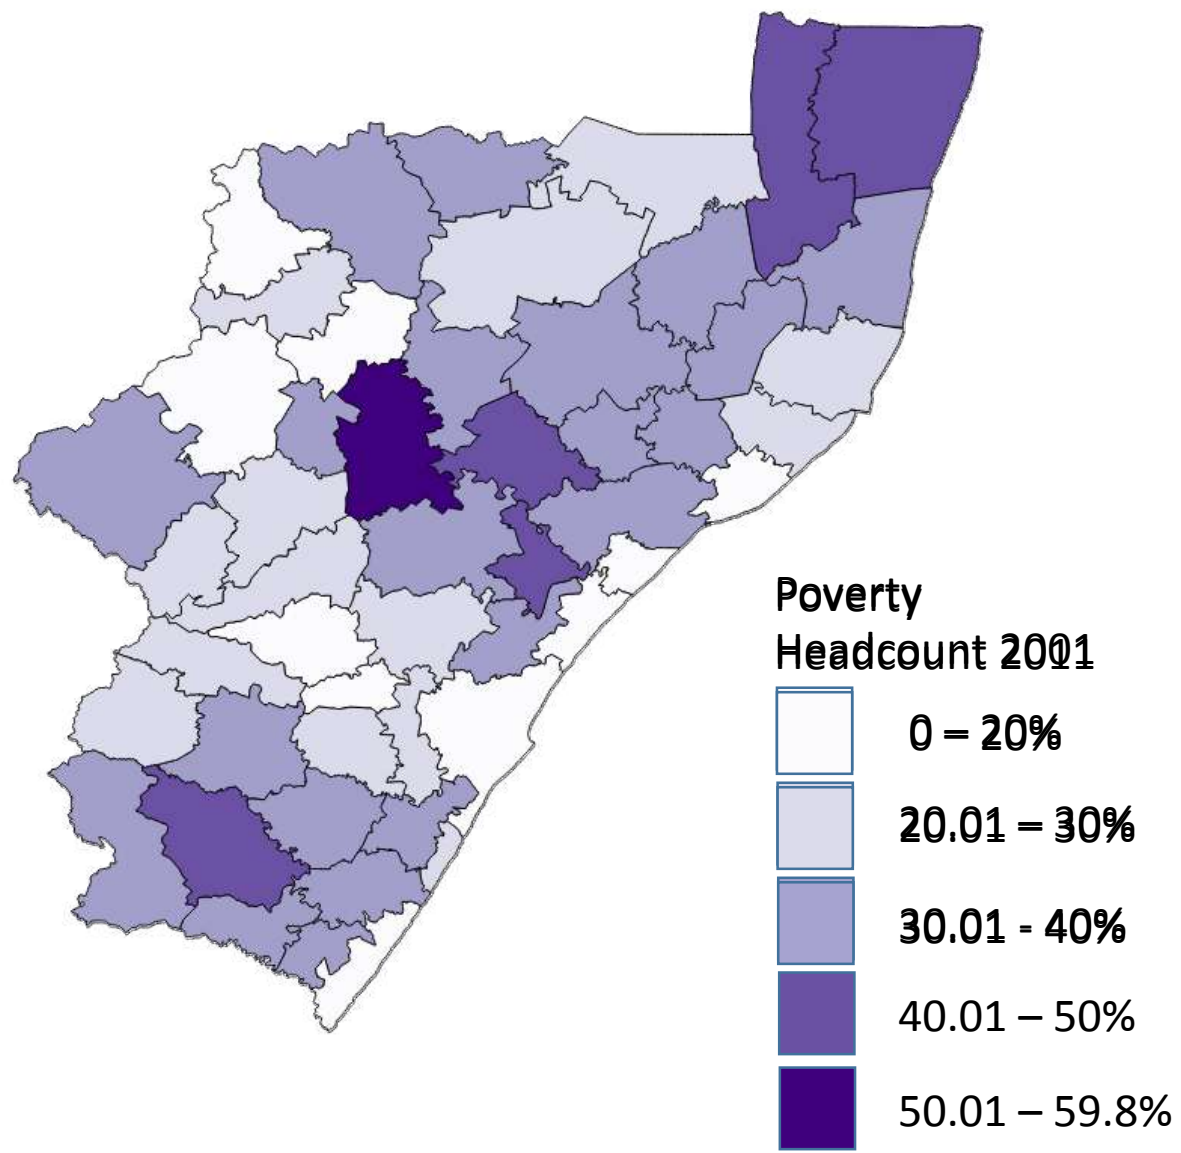 Poverty
Headcount 2001
0 – 20%
20.01 – 30%
30.01 - 40%
40.01 – 50%
50.01 – 59.8%